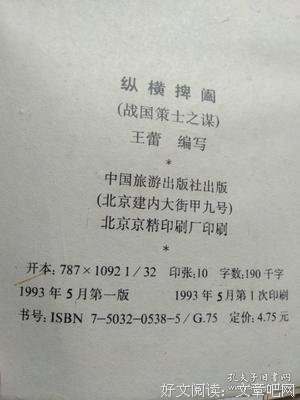 纵横捭阖
(战国策士之谋)
王蕾 编写
*
中国旅游出版社出版
(北京建内大街甲九号)
北京京精印刷厂印刷
*
开本: 787×1092 1/32 印张:10 字数:190千字
1993年5月第一版 1993年5月第1次印刷
书号: ISBN 7-5032-0538-5/G.75 定价: 4.75元
好文阅读：文章吧网